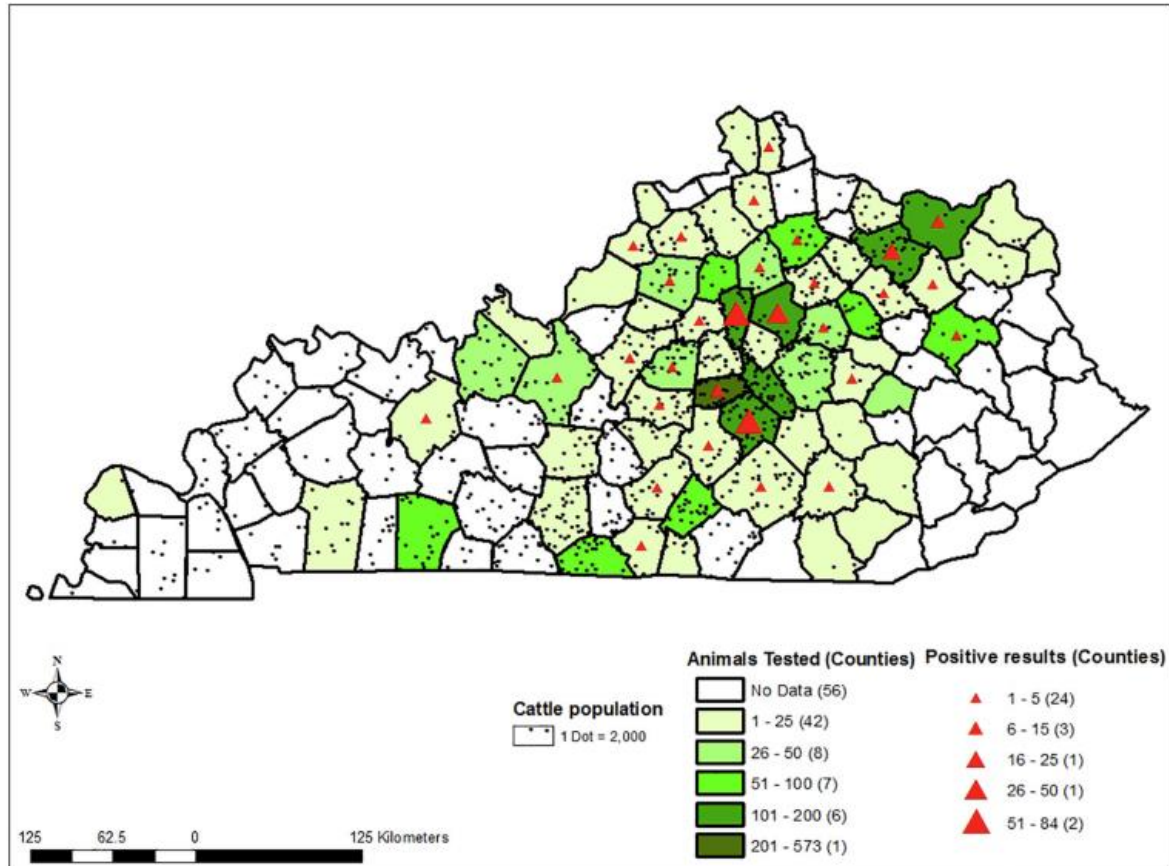 N
W E
S
Cattle population
1 Dot = 2,000
Animals Tested (Counties)
No Data (56)
1 - 25 (42)
26 - 50 (8)
51 - 100 (7)
101 - 200 (6)
201 - 573 (1)
Positive results (Counties)
1 - 5 (24)
6 - 15 (3)
16 - 25 (1)
26 - 50 (1)
51 - 84 (2)
125 62.5 0 125 Kilometers